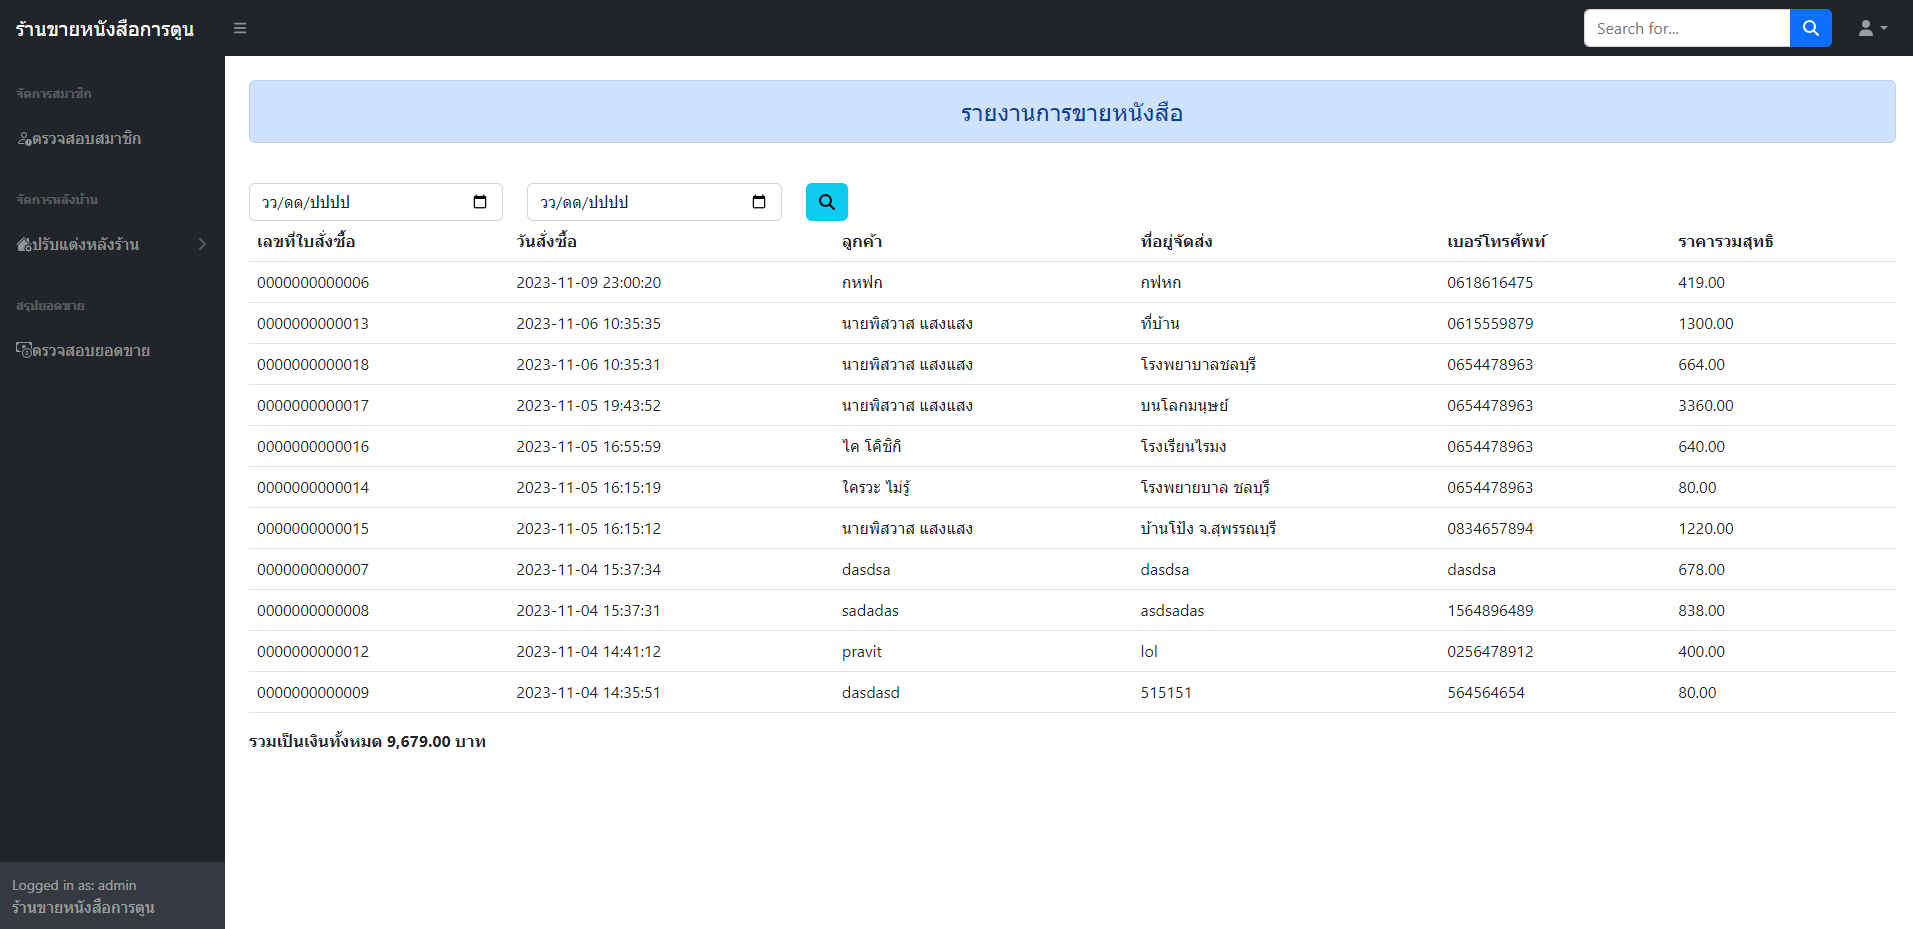 ร้านขายหนังสือการตูน
Search for...
จัดการสมาชิก
ตรวจสอบสมาชิก
จัดการหลังบ้าน
ปรับแต่งหลังร้าน
สรุปยอดขาย
ตรวจสอบยอดขาย
รายงานการขายหนังสือ
วว/ดด/ปปปป วว/ดด/ปปปป
เลขที่ใบสั่งซื้อ วันสั่งซื้อ ลูกค้า ที่อยู่จัดส่ง เบอร์โทรศัพท์ ราคารวมสุทธิ
0000000000006 2023-11-09 23:00:20 กหฟก กฟหก 0618616475 419.00
0000000000013 2023-11-06 10:35:35 นายพิสวาส แสงแสง ที่บ้าน 0615559879 1300.00
0000000000018 2023-11-06 10:35:31 นายพิสวาส แสงแสง โรงพยาบาลชลบุรี 0654478963 664.00
0000000000017 2023-11-05 19:43:52 นายพิสวาส แสงแสง บนโลกมนุษย์ 0654478963 3360.00
0000000000016 2023-11-05 16:55:59 ไค โคิชิกิ โรงเรียนไรมง 0654478963 640.00
0000000000014 2023-11-05 16:15:19 ใครวะ ไม่รู้ โรงพยายบาล ชลบุรี 0654478963 80.00
0000000000015 2023-11-05 16:15:12 นายพิสวาส แสงแสง บ้านโป้ง จ.สุพรรณบุรี 0834657894 1220.00
0000000000007 2023-11-04 15:37:34 dasdsa dasdsa dasdsa 678.00
0000000000008 2023-11-04 15:37:31 sadadas asdsadas 1564896489 838.00
0000000000012 2023-11-04 14:41:12 pravit lol 0256478912 400.00
0000000000009 2023-11-04 14:35:51 dasdasd 515151 564564654 80.00
รวมเป็นเงินทั้งหมด 9,679.00 บาท
Logged in as: admin
ร้านขายหนังสือการตูน